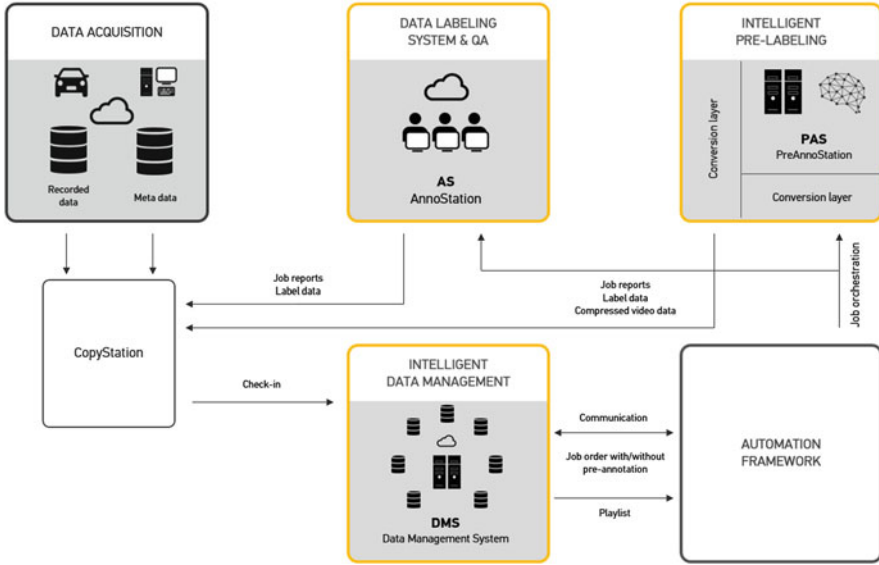 DATA ACQUISITION
Recorded
data
Meta data
DATA LABELING
SYSTEM & QA
AS
AnnoStation
INTELLIGENT
PRE-LABELING
Conversion layer
PAS
PreAnnoStation
Conversion layer
Job reports
Label data
Job reports
Label data
Compressed video data
Job orchestration
CopyStation
Check-in
INTELLIGENT
DATA MANAGEMENT
DMS
Data Management System
Communication
Job order with/without
pre-annotation
Playlist
AUTOMATION
FRAMEWORK